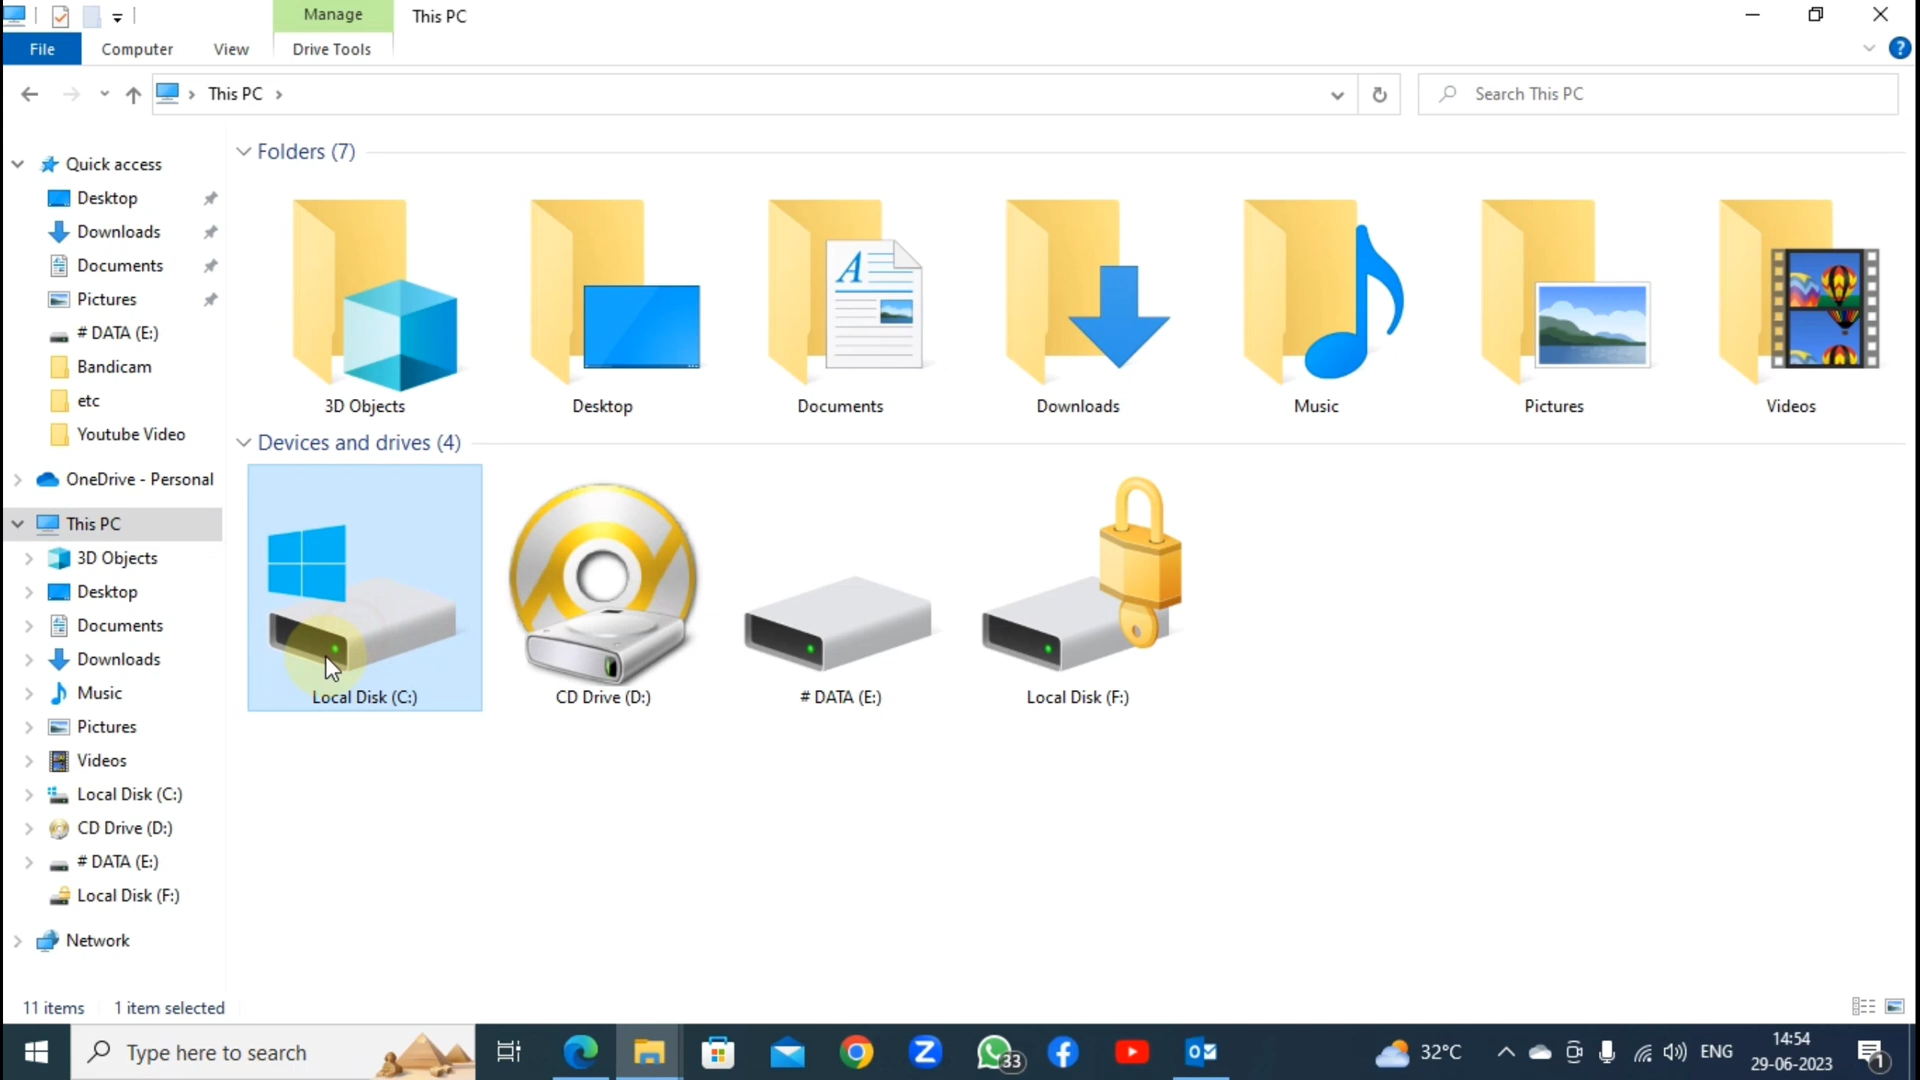 Manage
This PC
File
Computer
View
Drive Tools
?
This PC
Search This PC
Quick access
Desktop
Downloads
Documents
Pictures
# DATA (E:)
Bandicam
etc
Youtube Video
OneDrive - Personal
This PC
3D Objects
Desktop
Documents
Downloads
Music
Pictures
Videos
Local Disk (C:)
CD Drive (D:)
# DATA (E:)
Local Disk (F:)
Network
Folders (7)
A
3D Objects
Desktop
Documents
Downloads
Music
Pictures
Videos
Devices and drives (4)
Local Disk (C:)
CD Drive (D:)
# DATA (E:)
Local Disk (F:)
11 items
1 item selected
Type here to search
Z
33
f
O
32°C
ENG
14:54
29-06-2023
1